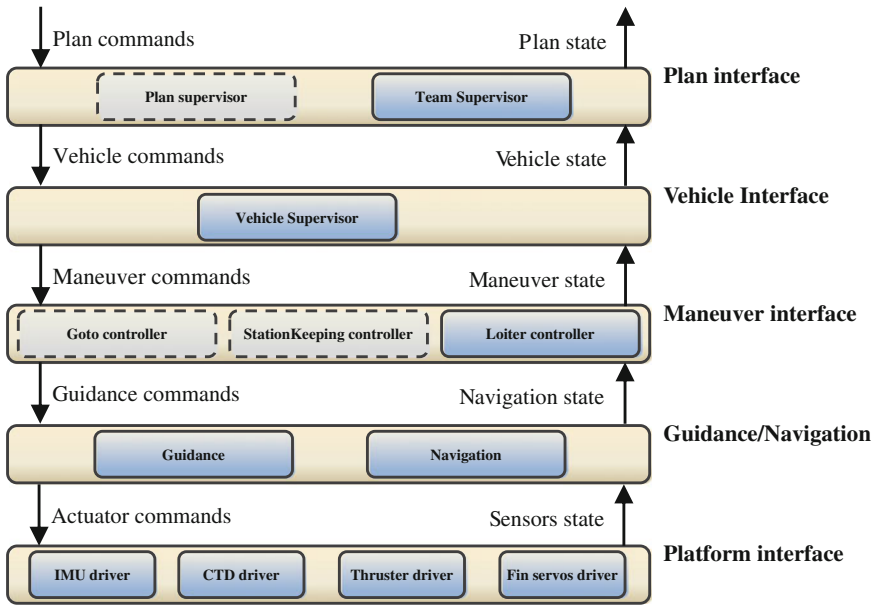 Plan commands
Plan state
Plan interface
Plan supervisor
Team Supervisor
Vehicle commands
Vehicle state
Vehicle Interface
Vehicle Supervisor
Maneuver commands
Maneuver state
Maneuver interface
Goto controller
StationKeeping controller
Loiter controller
Guidance commands
Navigation state
Guidance/Navigation
Guidance
Navigation
Actuator commands
Sensors state
Platform interface
IMU driver
CTD driver
Thruster driver
Fin servos driver